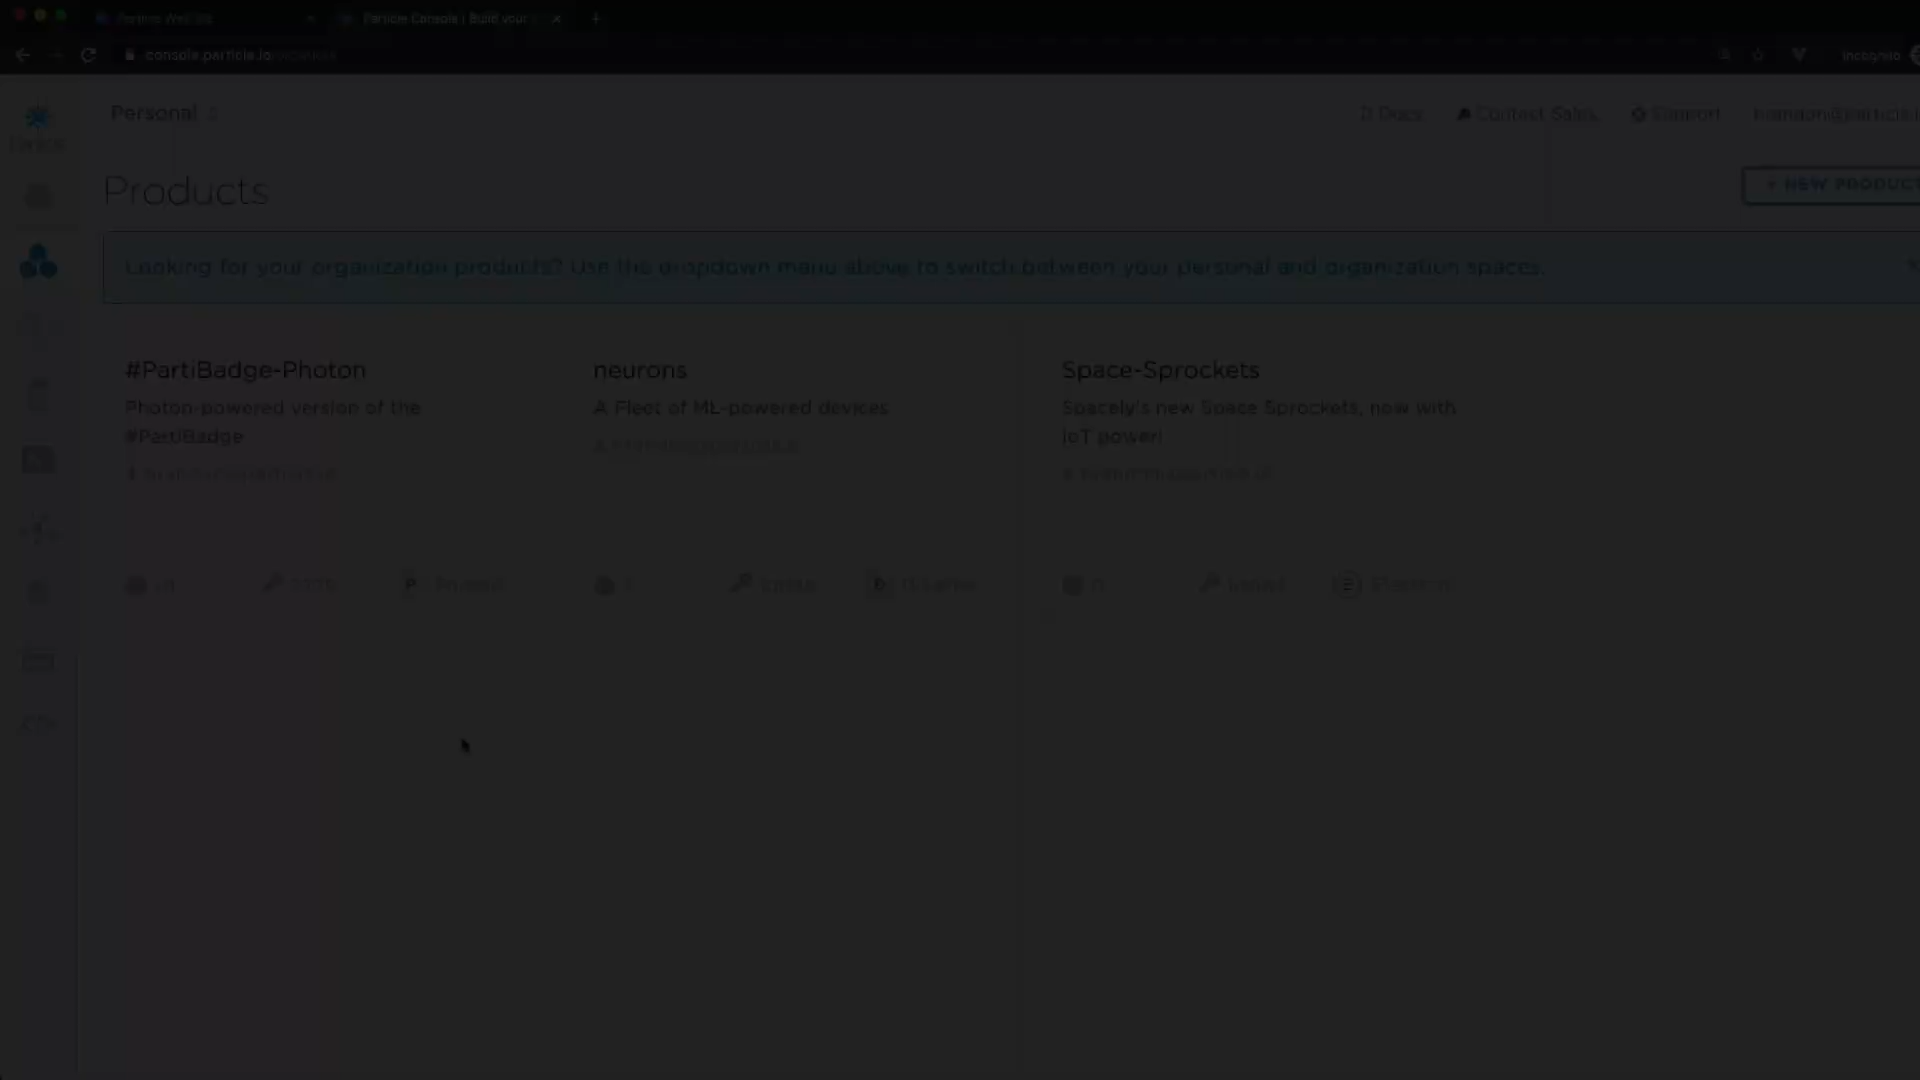 Particle Console | Build your
console.particle.io
Incognito
Personal
Docs
Contact Sales
Support
Products
+ NEW PRODUCT
Looking for your organization products? Use the dropdown menu above to switch between your personal and organization spaces.
#PartiBadge-Photon
Photon-powered version of the
#PartiBadge
neurons
A Fleet of ML-powered devices
Space-Sprockets
Spacely's new Space Sprockets, now with
IoT power!
P